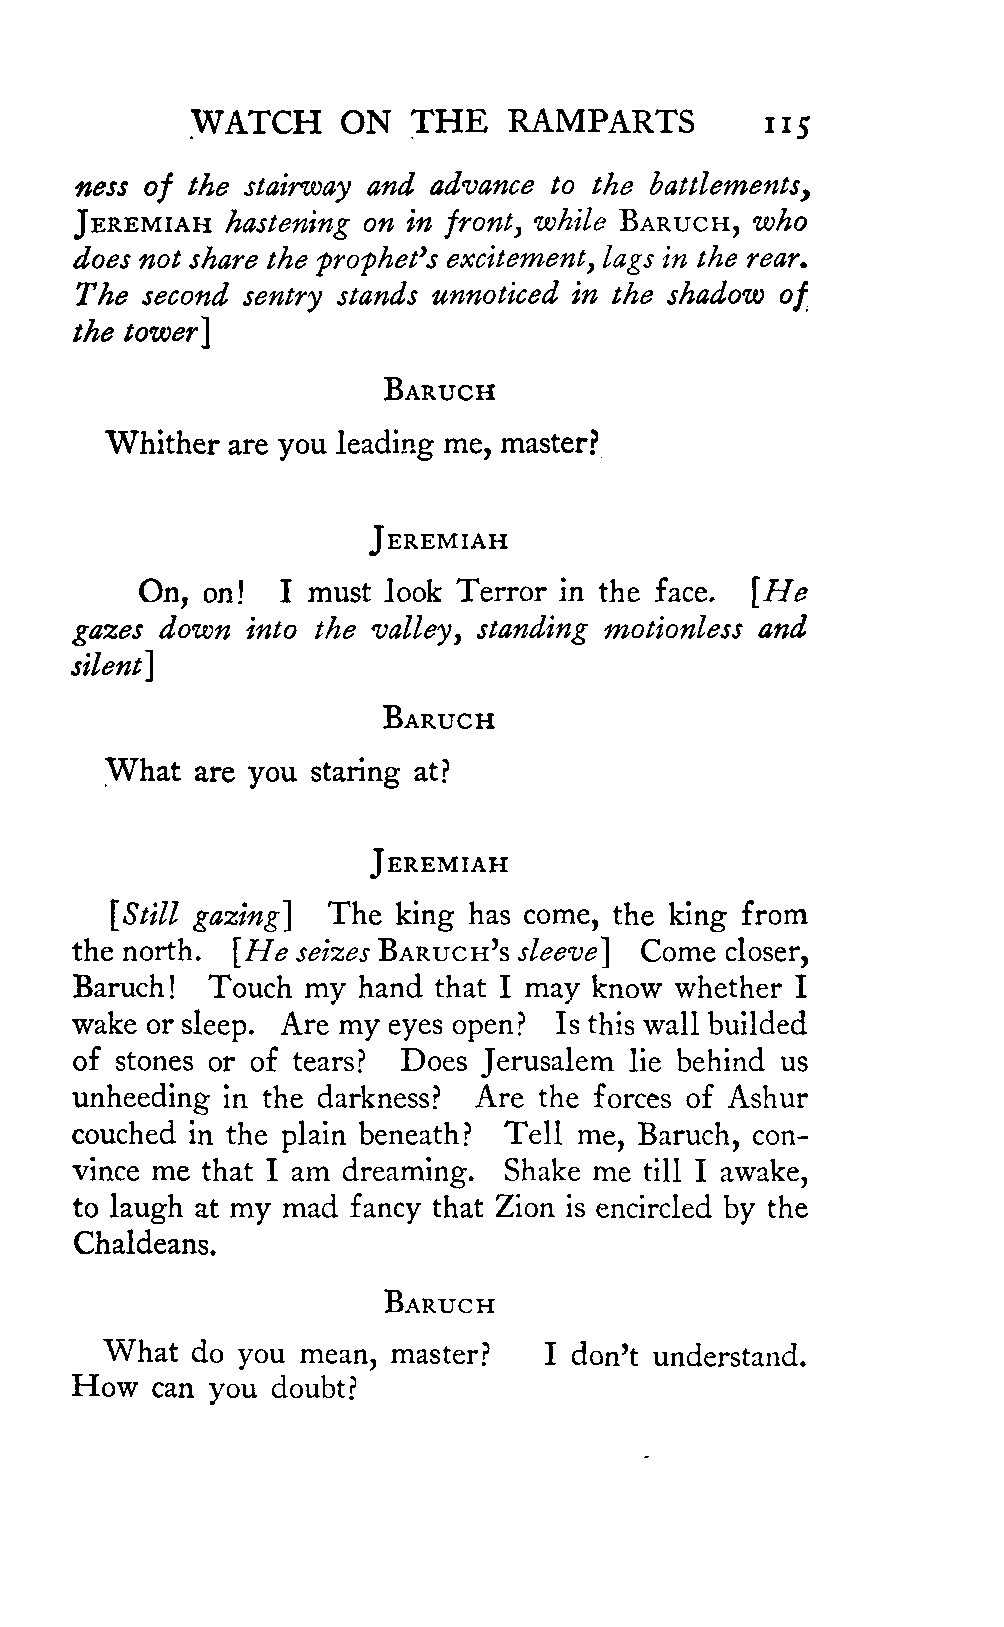 WATCH ON THE RAMPARTS 115
ness of the stairway and advance to the battlements,
JEREMIAH hastening on in front, while BARUCH, who
does not share the prophet's excitement, lags in the rear.
The second sentry stands unnoticed in the shadow of
the tower]
BARUCH
Whither are you leading me, master?
JEREMIAH
On, on! I must look Terror in the face. [He
gazes down into the valley, standing motionless and
silent]
BARUCH
What are you staring at?
JEREMIAH
[Still gazing] The king has come, the king from
the north. [He seizes BARUCH's sleeve] Come closer,
Baruch! Touch my hand that I may know whether I
wake or sleep. Are my eyes open? Is this wall builded
of stones or of tears? Does Jerusalem lie behind us
unheeding in the darkness? Are the forces of Ashur
couched in the plain beneath? Tell me, Baruch, con-
vince me that I am dreaming. Shake me till I awake,
to laugh at my mad fancy that Zion is encircled by the
Chaldeans.
BARUCH
What do you mean, master? I don't understand.
How can you doubt?